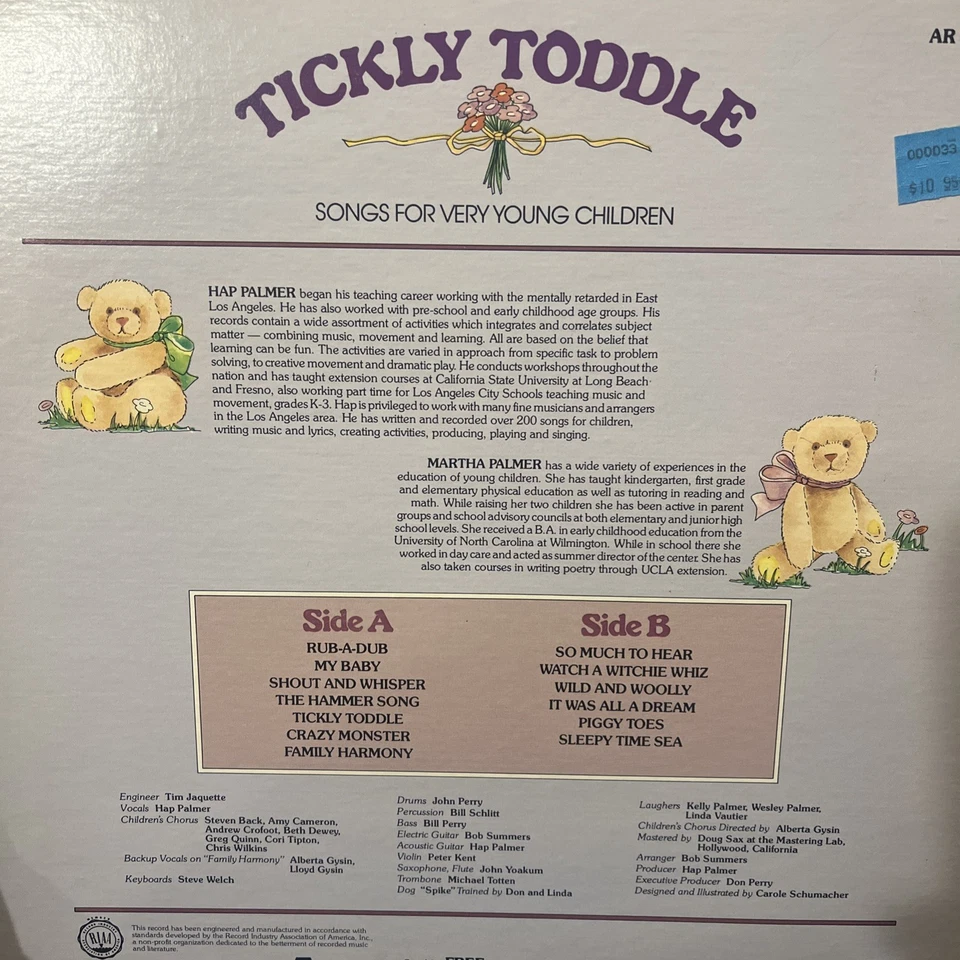 TICKLY TODDLE
AR
000033
$10 95
SONGS FOR VERY YOUNG CHILDREN
HAP PALMER began his teaching career working with the mentally retarded in East
Los Angeles. He has also worked with pre-school and early childhood age groups. His
records contain a wide assortment of activities which integrates and correlates subject
matter — combining music, movement and learning. All are based on the belief that
learning can be fun. The activities are varied in approach from specific task to problem
solving, to creative movement and dramatic play. He conducts workshops throughout the
nation and has taught extension courses at California State University at Long Beach
and Fresno, also working part time for Los Angeles City Schools teaching music and
movement, grades K-3. Hap is privileged to work with many fine musicians and arrangers
in the Los Angeles area. He has written and recorded over 200 songs for children,
writing music and lyrics, creating activities, producing, playing and singing.
MARTHA PALMER has a wide variety of experiences in the
education of young children. She has taught kindergarten, first grade
and elementary physical education as well as tutoring in reading and
math. While raising her two children she has been active in parent
groups and school advisory councils at both elementary and junior high
school levels. She received a B.A. in early childhood education from the
University of North Carolina at Wilmington. While in school there she
worked in day care and acted as summer director of the center. She has
also taken courses in writing poetry through UCLA extension.
Side A
RUB-A-DUB
MY BABY
SHOUT AND WHISPER
THE HAMMER SONG
TICKLY TODDLE
CRAZY MONSTER
FAMILY HARMONY
Side B
SO MUCH TO HEAR
WATCH A WITCHIE WHIZ
WILD AND WOOLLY
IT WAS ALL A DREAM
PIGGY TOES
SLEEPY TIME SEA
Engineer Tim Jaquette
Vocals Hap Palmer
Children's Chorus Steven Back, Amy Cameron,
Andrew Crofoot, Beth Dewey,
Greg Quinn, Cori Tipton,
Chris Wilkins
Backup Vocals on "Family Harmony" Alberta Gysin,
Lloyd Gysin
Keyboards Steve Welch
Drums John Perry
Percussion Bill Schlitt
Bass Bill Perry
Electric Guitar Bob Summers
Acoustic Guitar Hap Palmer
Violin Peter Kent
Saxophone, Flute John Yoakum
Trombone Michael Totten
Dog "Spike" Trained by Don and Linda
Laughers Kelly Palmer, Wesley Palmer,
Linda Vautier
Children's Chorus Directed by Alberta Gysin
Mastered by Doug Sax at the Mastering Lab,
Hollywood, California
Arranger Bob Summers
Producer Hap Palmer
Executive Producer Don Perry
Designed and Illustrated by Carole Schumacher
RIAA
This record has been engineered and manufactured in accordance with
standards developed by the Record Industry Association of America, Inc.,
a non-profit organization dedicated to the betterment of recorded music
and literature.
FREE